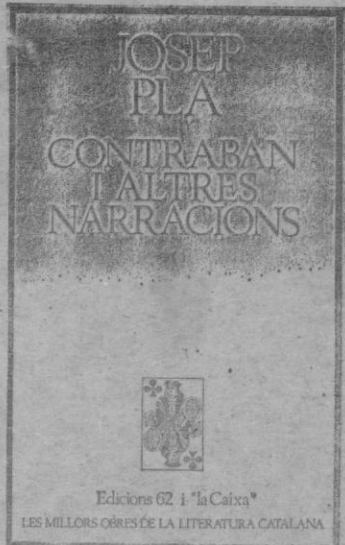 JOSEP
PLA
CONTRABAN
I ALTRES
NARRACIONS
Edicions 62 i "la Caixa"
LES MILLORS OBRES DE LA LITERATURA CATALANA